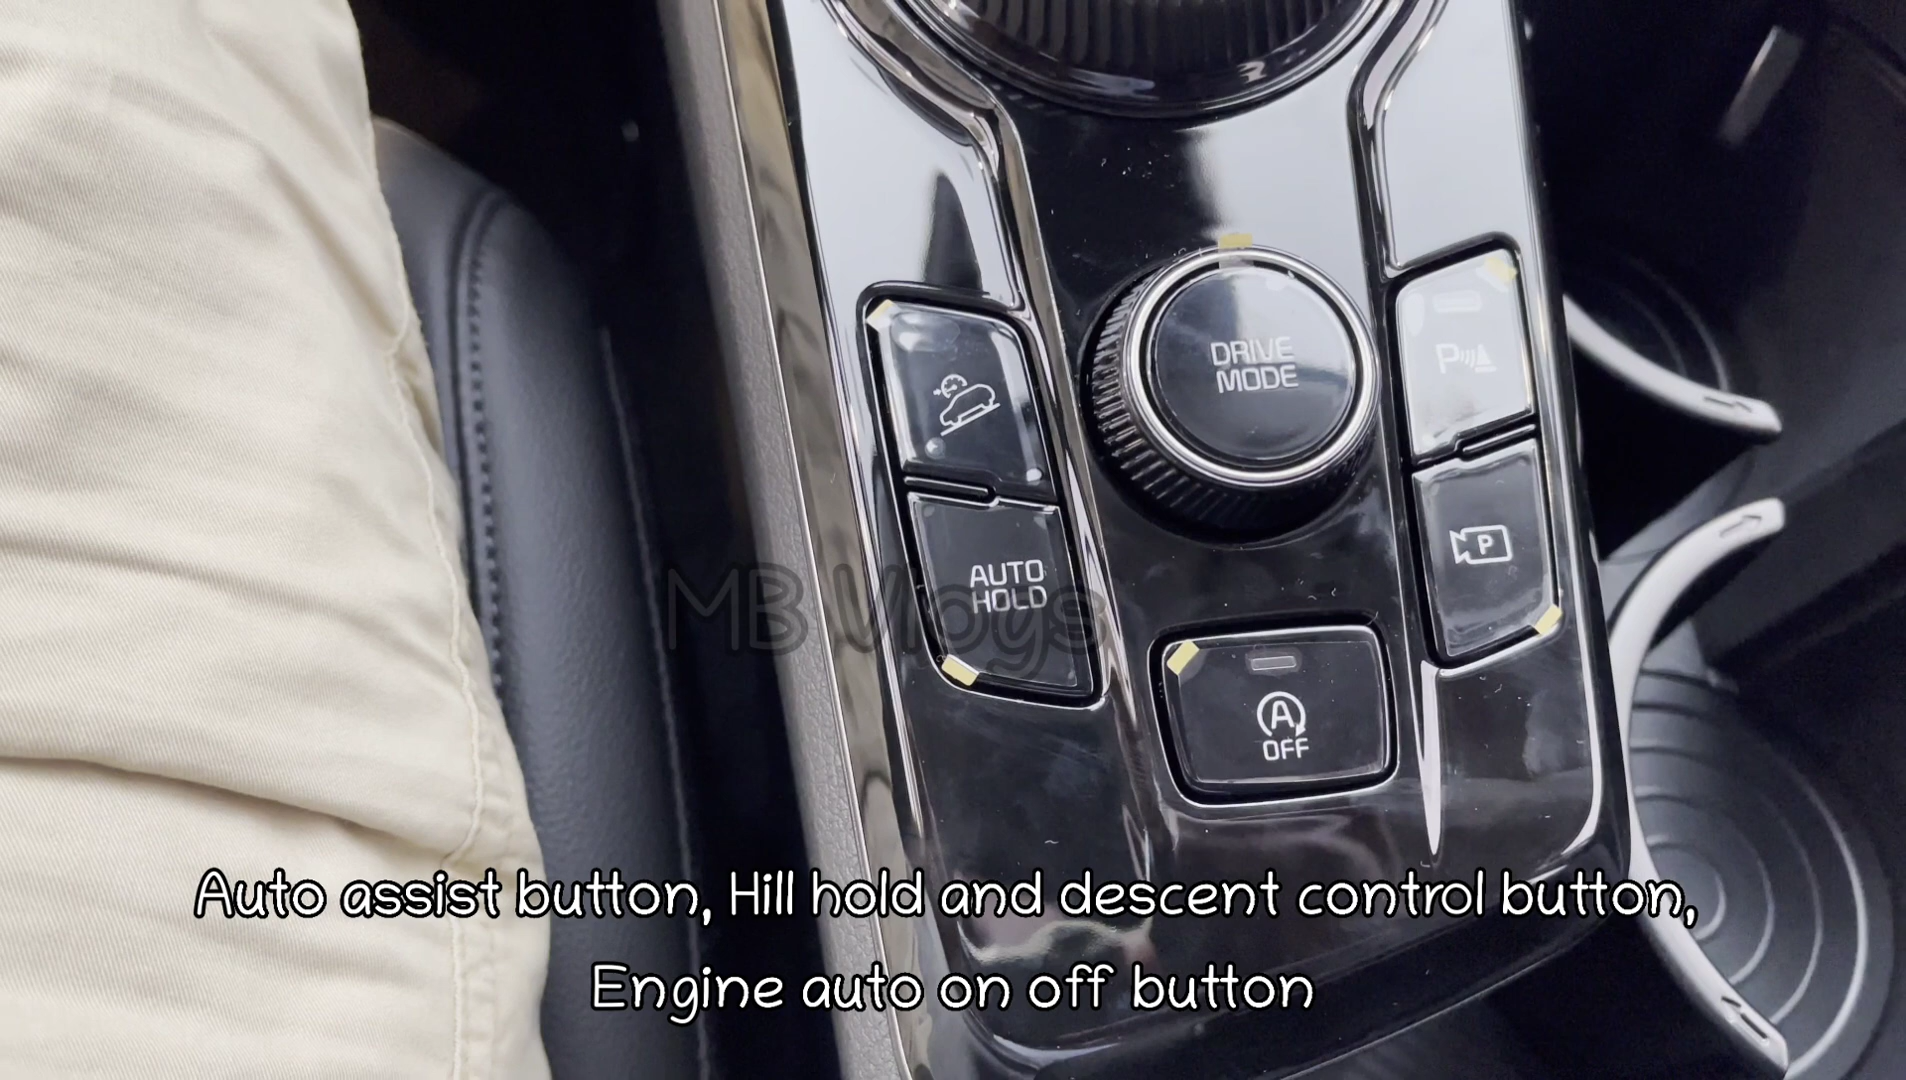 DRIVE
MODE
P
AUTO
HOLD
P
MB Vlogs
A
OFF
Auto assist button, Hill hold and descent control button,
Engine auto on off button